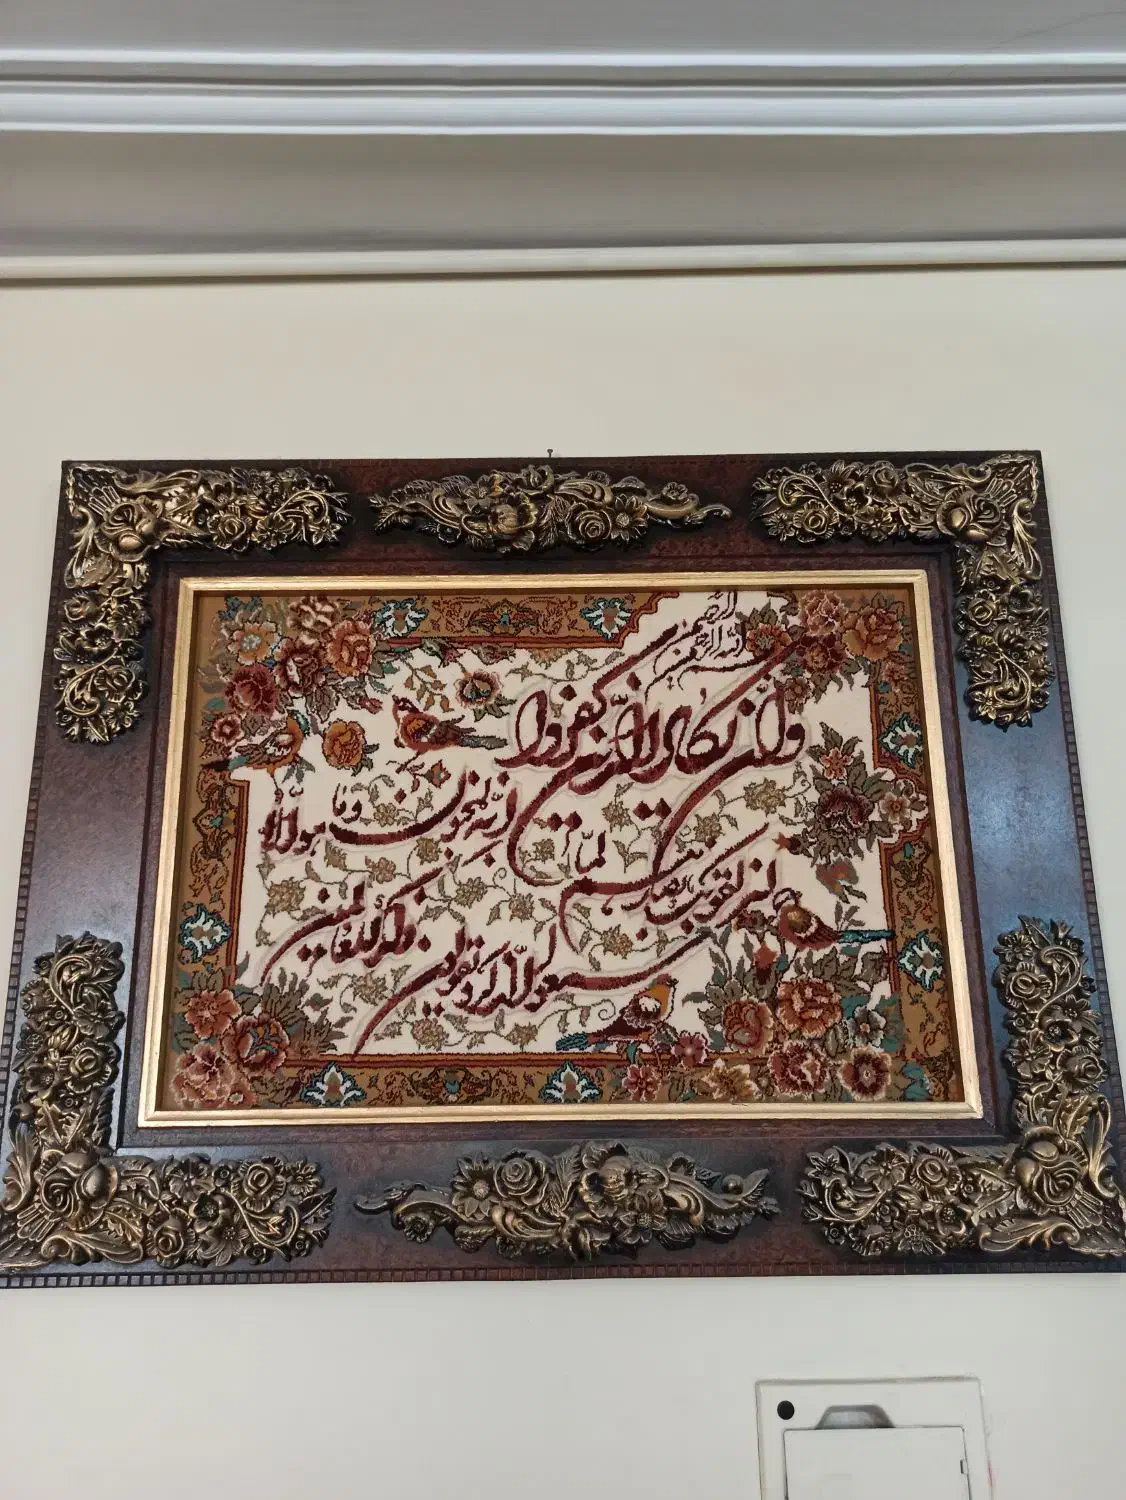 بسم الله الرحمن الرحیم
وان یکاد الذین کفروا
لیزلقونک بابصارهم لما
سمعوا الذکر و یقولون
انه لمجنون و ما هو الا
ذکر للعالمین